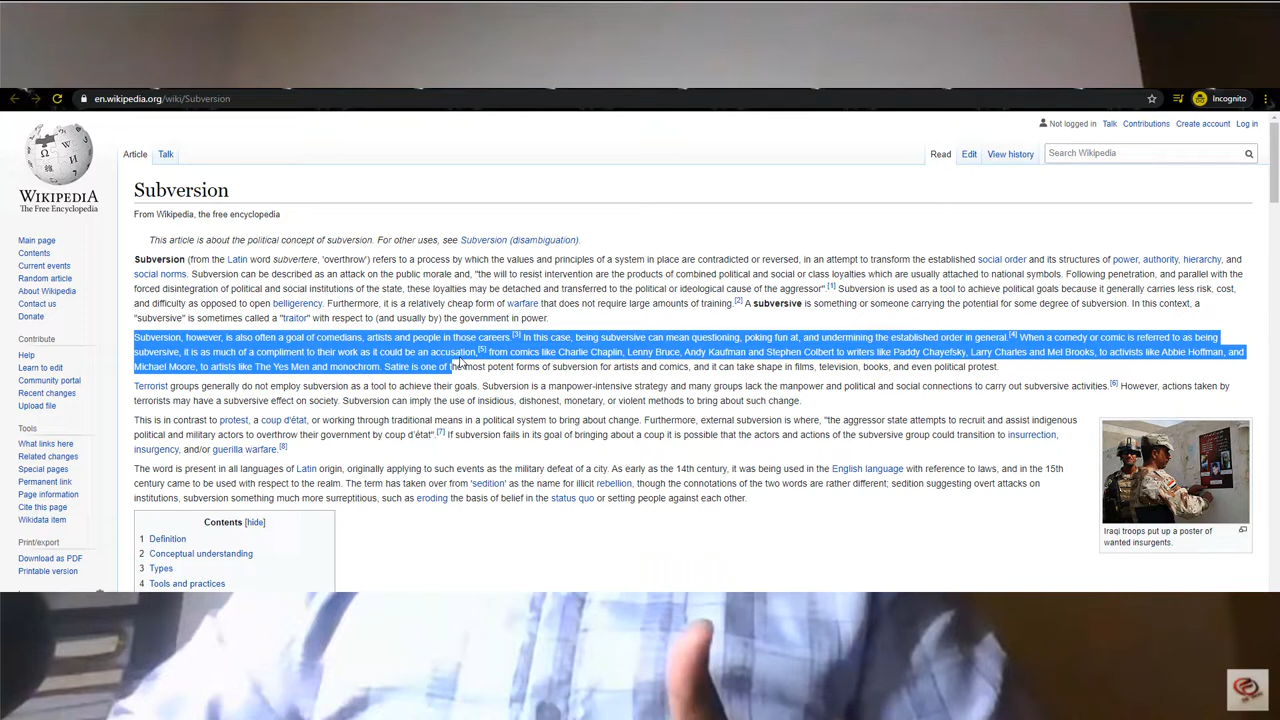 en.wikipedia.org/wiki/Subversion
Incognito
Not logged in Talk Contributions Create account Log in
Article Talk
Read Edit View history Search Wikipedia
WIKIPEDIA
The Free Encyclopedia
Main page
Contents
Current events
Random article
About Wikipedia
Contact us
Donate
Contribute
Help
Learn to edit
Community portal
Recent changes
Upload file
Tools
What links here
Related changes
Special pages
Permanent link
Page information
Cite this page
Wikidata item
Print/export
Download as PDF
Printable version
Subversion
From Wikipedia, the free encyclopedia
This article is about the political concept of subversion. For other uses, see Subversion (disambiguation).
Subversion (from the Latin word subvertere, 'overthrow') refers to a process by which the values and principles of a system in place are contradicted or reversed, in an attempt to transform the established social order and its structures of power, authority, hierarchy, and
social norms. Subversion can be described as an attack on the public morale and, "the will to resist intervention are the products of combined political and social or class loyalties which are usually attached to national symbols. Following penetration, and parallel with the
forced disintegration of political and social institutions of the state, these loyalties may be detached and transferred to the political or ideological cause of the aggressor".[1] Subversion is used as a tool to achieve political goals because it generally carries less risk, cost,
and difficulty as opposed to open belligerency. Furthermore, it is a relatively cheap form of warfare that does not require large amounts of training.[2] A subversive is something or someone carrying the potential for some degree of subversion. In this context, a
"subversive" is sometimes called a "traitor" with respect to (and usually by) the government in power.
Subversion, however, is also often a goal of comedians, artists and people in those careers.[3] In this case, being subversive can mean questioning, poking fun at, and undermining the established order in general.[4] When a comedy or comic is referred to as being
subversive, it is as much of a compliment to their work as it could be an accusation,[5] from comics like Charlie Chaplin, Lenny Bruce, Andy Kaufman and Stephen Colbert to writers like Paddy Chayefsky, Larry Charles and Mel Brooks, to activists like Abbie Hoffman, and
Michael Moore, to artists like The Yes Men and monochrom. Satire is one of the most potent forms of subversion for artists and comics, and it can take shape in films, television, books, and even political protest.
Terrorist groups generally do not employ subversion as a tool to achieve their goals. Subversion is a manpower-intensive strategy and many groups lack the manpower and political and social connections to carry out subversive activities.[6] However, actions taken by
terrorists may have a subversive effect on society. Subversion can imply the use of insidious, dishonest, monetary, or violent methods to bring about such change.
This is in contrast to protest, a coup d'état, or working through traditional means in a political system to bring about change. Furthermore, external subversion is where, "the aggressor state attempts to recruit and assist indigenous
political and military actors to overthrow their government by coup d'état".[7] If subversion fails in its goal of bringing about a coup it is possible that the actors and actions of the subversive group could transition to insurrection,
insurgency, and/or guerilla warfare.[8]
The word is present in all languages of Latin origin, originally applying to such events as the military defeat of a city. As early as the 14th century, it was being used in the English language with reference to laws, and in the 15th
century came to be used with respect to the realm. The term has taken over from 'sedition' as the name for illicit rebellion, though the connotations of the two words are rather different; sedition suggesting overt attacks on
institutions, subversion something much more surreptitious, such as eroding the basis of belief in the status quo or setting people against each other.
Iraqi troops put up a poster of
wanted insurgents.
Contents [hide]
1 Definition
2 Conceptual understanding
3 Types
4 Tools and practices